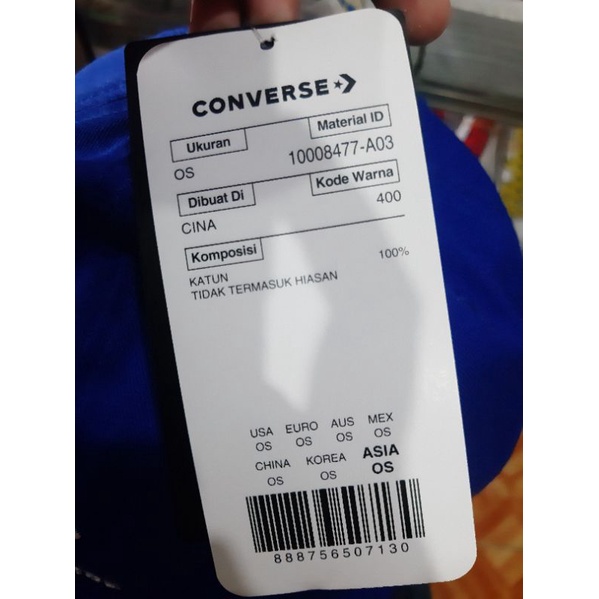 CONVERSE
Ukuran
Material ID
OS
10008477-A03
Dibuat Di
Kode Warna
CINA
400
Komposisi
KATUN 100%
TIDAK TERMASUK HIASAN
USA EURO AUS MEX
OS OS OS OS
CHINA KOREA ASIA
OS OS OS
888756507130